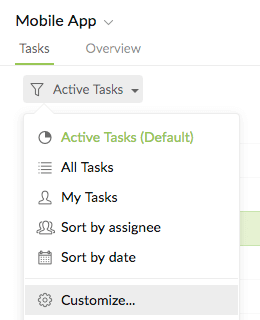 Mobile App
Tasks Overview
Active Tasks
Active Tasks (Default)
All Tasks
My Tasks
Sort by assignee
Sort by date
Customize...